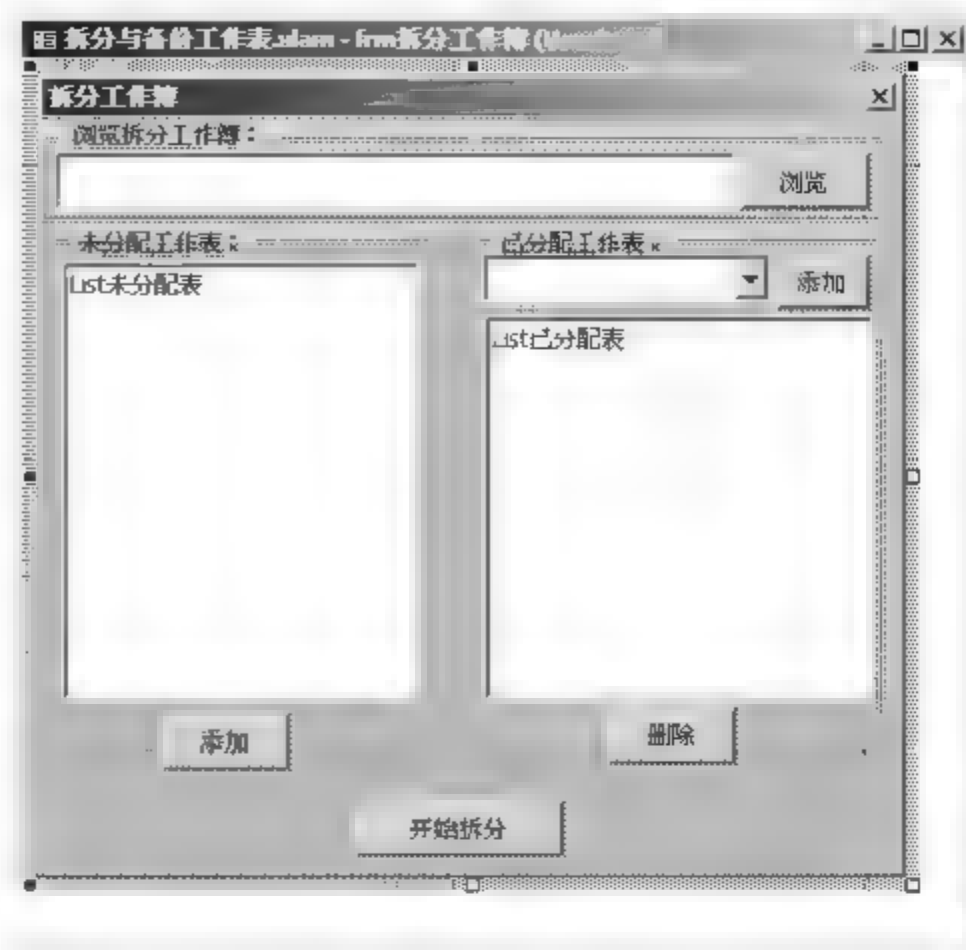 拆分与备份工作表.xlam - frm拆分工作簿
拆分工作簿
浏览拆分工作簿：
浏览
未分配工作表：
已分配工作表：
List未分配表
添加
List已分配表
添加
删除
开始拆分